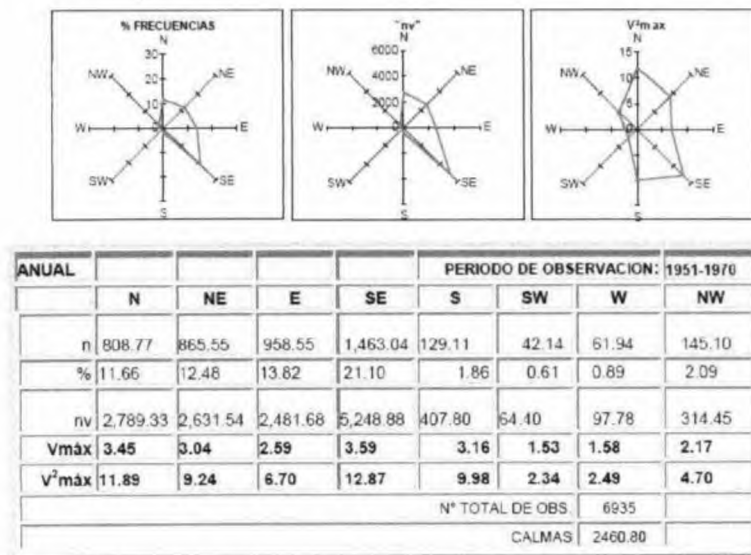 % FRECUENCIAS
N
30
20
10
0
NW
NE
W
E
SW
SE
S
"nv"
N
6000
4000
2000
0
NW
NE
W
E
SW
SE
S
V²max
N
15
10
5
0
NW
NE
W
E
SW
SE
S
ANUAL PERIODO DE OBSERVACION: 1951-1970
N NE E SE S SW W NW
n 808.77 865.55 958.55 1,463.04 129.11 42.14 61.94 145.10
% 11.66 12.48 13.82 21.10 1.86 0.61 0.89 2.09
nv 2,789.33 2,631.54 2,481.68 5,248.88 407.80 64.40 97.78 314.45
Vmáx 3.45 3.04 2.59 3.59 3.16 1.53 1.58 2.17
V²máx 11.89 9.24 6.70 12.87 9.98 2.34 2.49 4.70
N° TOTAL DE OBS. 6935
CALMAS 2460.80